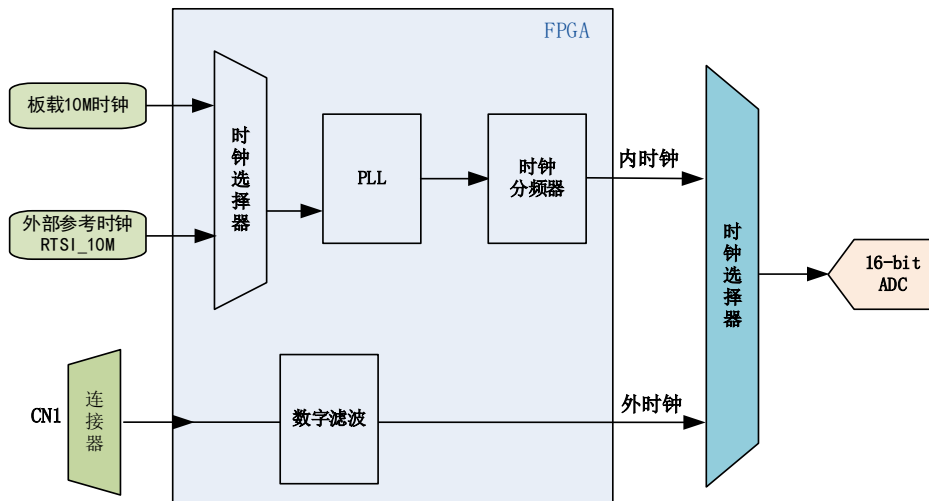 FPGA
板载10M时钟
外部参考时钟
RTSI_10M
时钟选择器
PLL
时钟
分频器
内时钟
时钟选择器
16-bit
ADC
CN1
连接器
数字滤波
外时钟